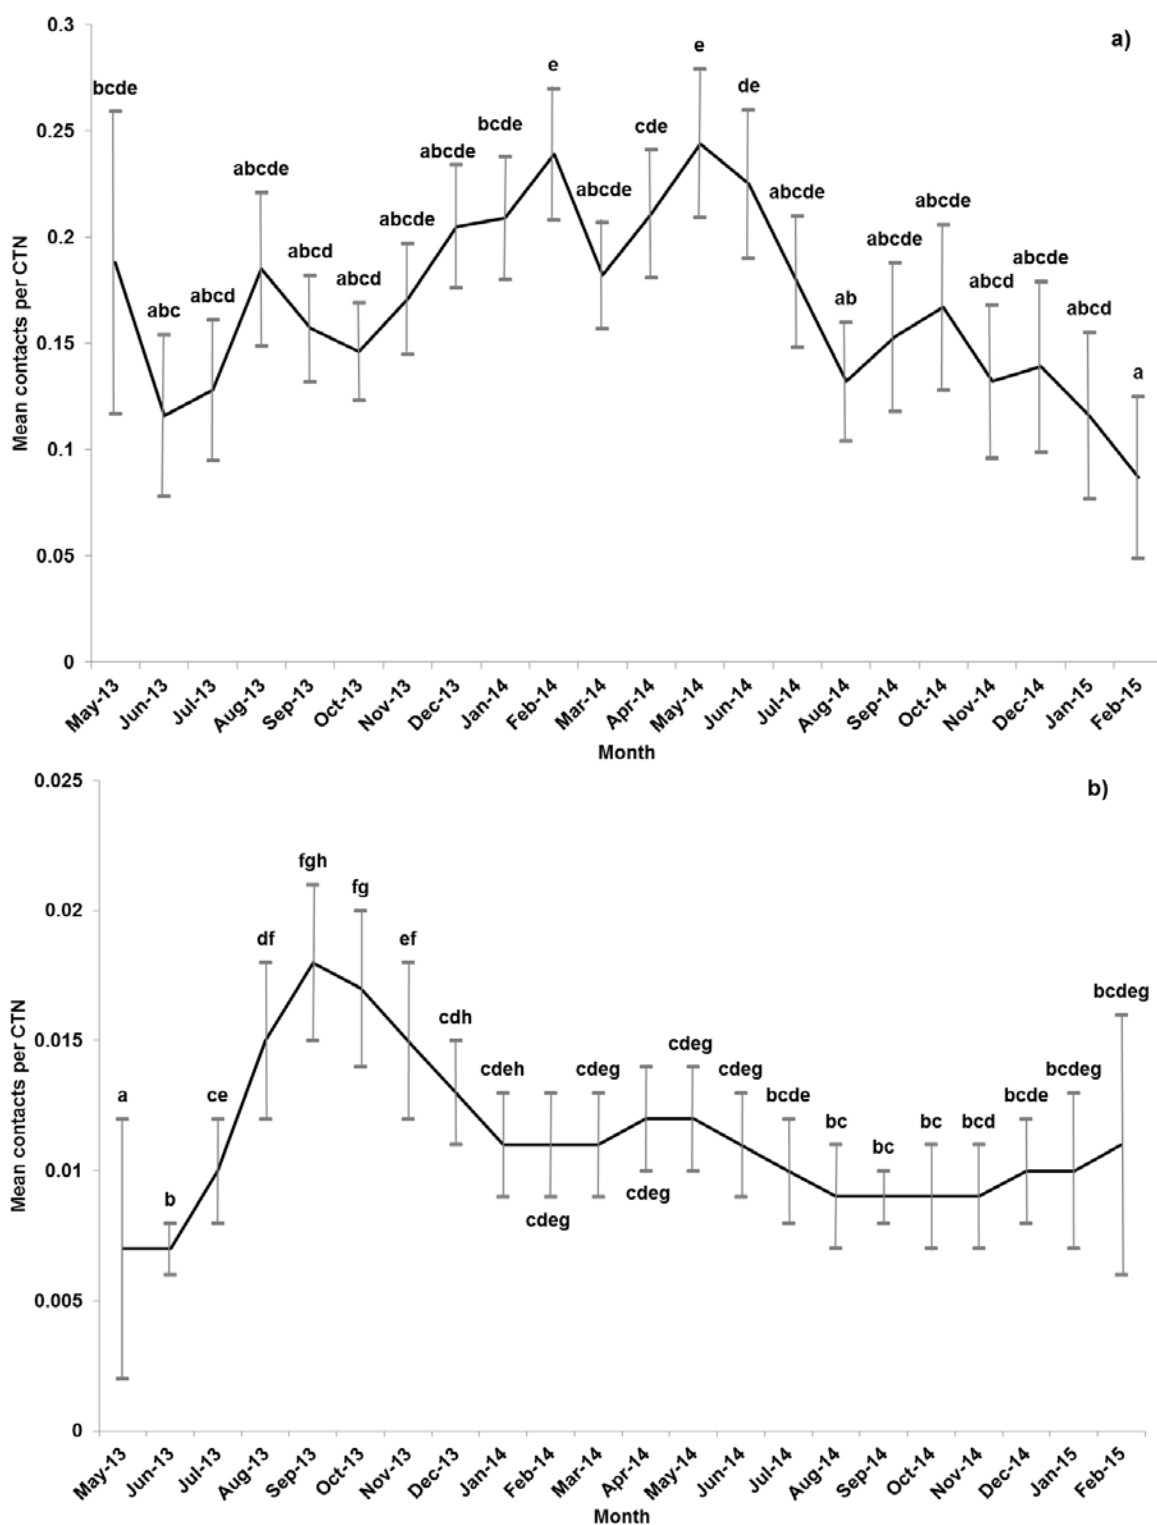 a)
0.3
0.25
0.2
0.15
0.1
0.05
0
Mean contacts per CTN
bcde
abc
abcd
abcde
abcd
abcd
abcde
abcde
bcde
e
abcde
cde
e
de
abcde
ab
abcde
abcde
abcd
abcde
abcd
a
May-13
Jun-13
Jul-13
Aug-13
Sep-13
Oct-13
Nov-13
Dec-13
Jan-14
Feb-14
Mar-14
Apr-14
May-14
Jun-14
Jul-14
Aug-14
Sep-14
Oct-14
Nov-14
Dec-14
Jan-15
Feb-15
Month
b)
0.025
0.02
0.015
0.01
0.005
0
Mean contacts per CTN
a
b
ce
df
fgh
fg
ef
cdh
cdeh
cdeg
cdeg
cdeg
cdeg
cdeg
bcde
bc
bc
bc
bcd
bcde
bcdeg
bcdeg
May-13
Jun-13
Jul-13
Aug-13
Sep-13
Oct-13
Nov-13
Dec-13
Jan-14
Feb-14
Mar-14
Apr-14
May-14
Jun-14
Jul-14
Aug-14
Sep-14
Oct-14
Nov-14
Dec-14
Jan-15
Feb-15
Month